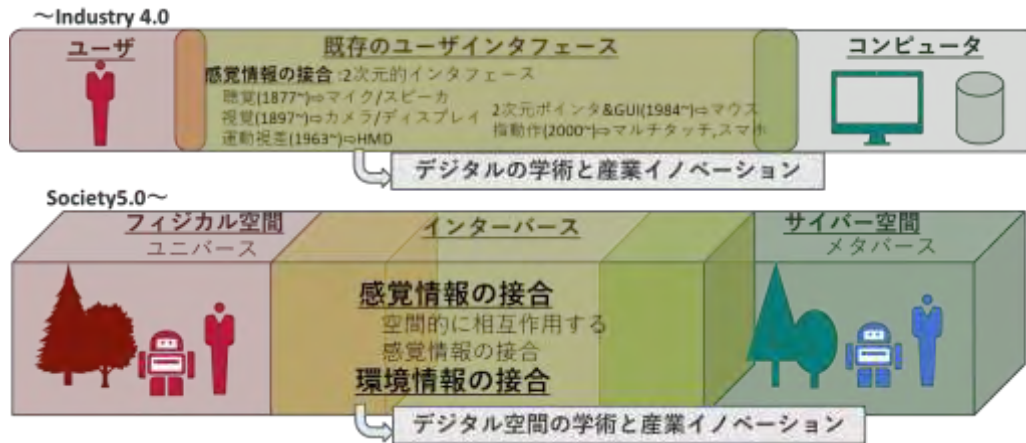 ～Industry 4.0
ユーザ
既存のユーザインタフェース
コンピュータ
感覚情報の接合:2次元的インタフェース
聴覚(1877~)⇨マイク/スピーカ
視覚(1897~)⇨カメラ/ディスプレイ
運動視差(1963~)⇨HMD
2次元ポインタ&GUI(1984~)⇨マウス
指動作(2000~)⇨マルチタッチ,スマホ
デジタルの学術と産業イノベーション
Society5.0～
フィジカル空間
ユニバース
インターバース
サイバー空間
メタバース
感覚情報の接合
空間的に相互作用する
感覚情報の接合
環境情報の接合
デジタル空間の学術と産業イノベーション